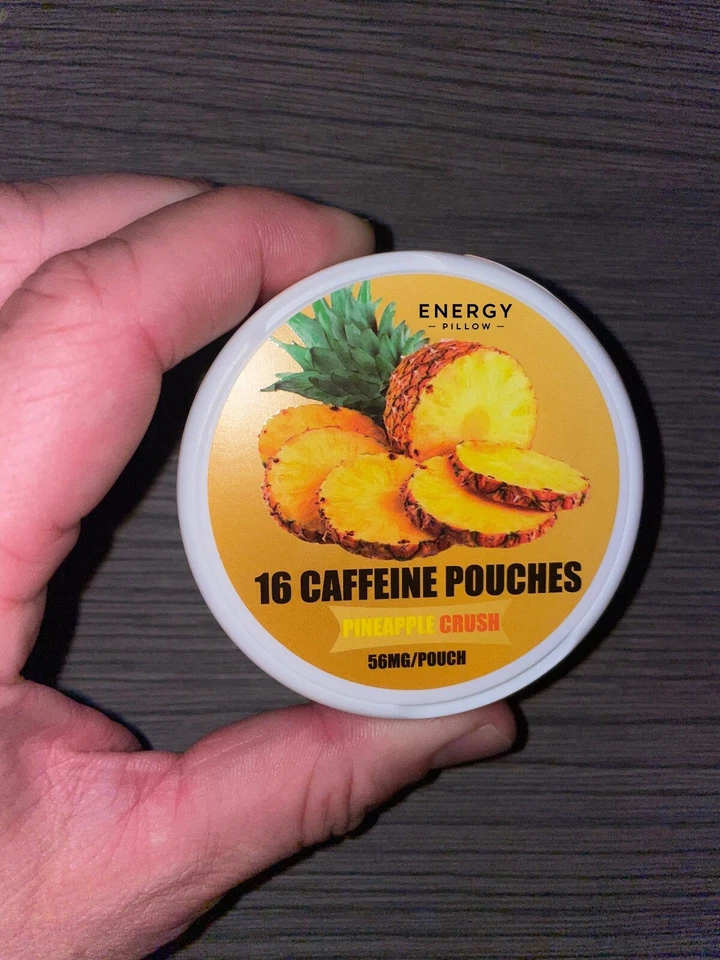 ENERGY
— PILLOW —
16 CAFFEINE POUCHES
PINEAPPLE CRUSH
56MG/POUCH